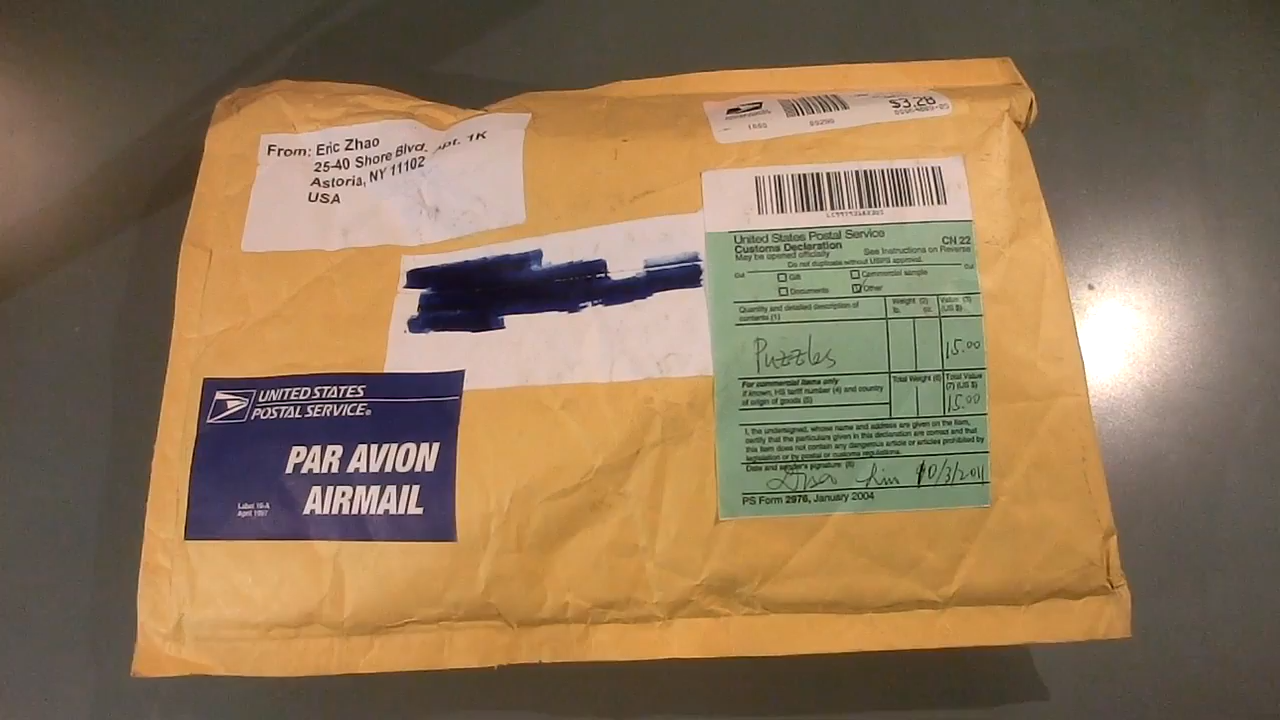 From: Eric Zhao
25-40 Shore Blvd, Apt. 1K
Astoria, NY 11102
USA
$3.28
United States Postal Service
Customs Declaration
CN 22
May be opened officially
See Instructions on Reverse
Do not duplicate without USPS approval.
Gift
Commercial sample
Documents
Other
Quantity and detailed description of
contents (1)
Weight (2)
lb. oz.
Value (3)
(US $)
Puzzles
15.00
For commercial items only
If known, HS tariff number (4) and country
of origin of goods (5)
Total Weight (6)
Total Value
(7) (US $)
15.00
I, the undersigned, whose name and address are given on the item,
certify that the particulars given in this declaration are correct and that
this item does not contain any dangerous article or articles prohibited by
legislation or by postal or customs regulations.
Date and sender's signature (8)
10/3/2011
PS Form 2976, January 2004
UNITED STATES
POSTAL SERVICE®
PAR AVION
AIRMAIL
Label 19-A
April 1997